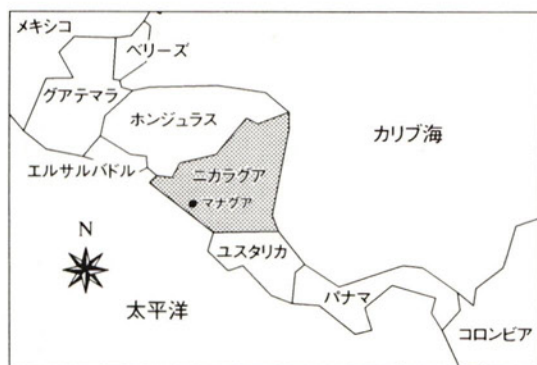 メキシコ
ベリーズ
グアテマラ
ホンジュラス
カリブ海
エルサルバドル
ニカラグア
マナグア
N
ユスタリカ
太平洋
パナマ
コロンビア